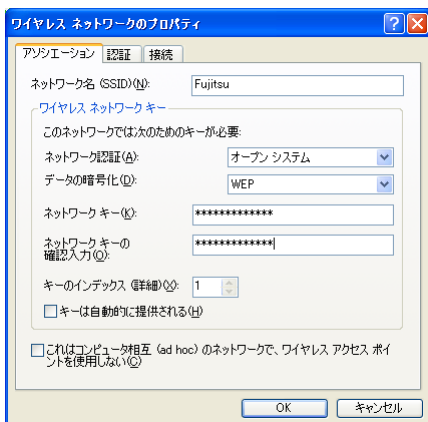 ワイヤレス ネットワークのプロパティ
アソシエーション 認証 接続
ネットワーク名 (SSID)(N): Fujitsu
ワイヤレス ネットワーク キー
このネットワークでは次のためのキーが必要:
ネットワーク認証(A): オープン システム
データの暗号化(D): WEP
ネットワーク キー(K): *************
ネットワーク キーの
確認入力(O): *************
キーのインデックス (詳細)(X): 1
キーは自動的に提供される(H)
これはコンピュータ相互 (ad hoc) のネットワークで、ワイヤレス アクセス ポイ
ントを使用しない(C)
OK キャンセル